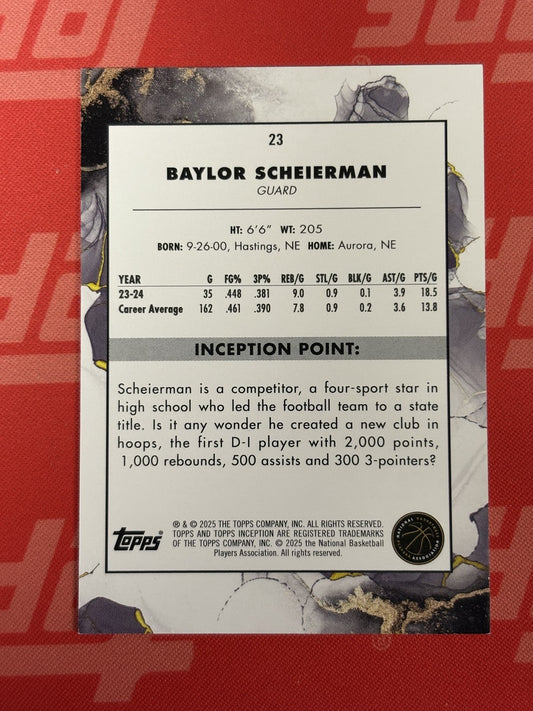 23
BAYLOR SCHEIERMAN
GUARD
HT: 6'6" WT: 205
BORN: 9-26-00, Hastings, NE HOME: Aurora, NE
YEAR G FG% 3P% REB/G STL/G BLK/G AST/G PTS/G
23-24 35 .448 .381 9.0 0.9 0.1 3.9 18.5
Career Average 162 .461 .390 7.8 0.9 0.2 3.6 13.8
INCEPTION POINT:
Scheierman is a competitor, a four-sport star in
high school who led the football team to a state
title. Is it any wonder he created a new club in
hoops, the first D-I player with 2,000 points,
1,000 rebounds, 500 assists and 300 3-pointers?
Topps
® & © 2025 THE TOPPS COMPANY, INC. ALL RIGHTS RESERVED.
TOPPS AND TOPPS INCEPTION ARE REGISTERED TRADEMARKS
OF THE TOPPS COMPANY, INC. © 2025 the National Basketball
Players Association. All rights reserved.
NATIONAL BASKETBALL PLAYERS ASSOCIATION